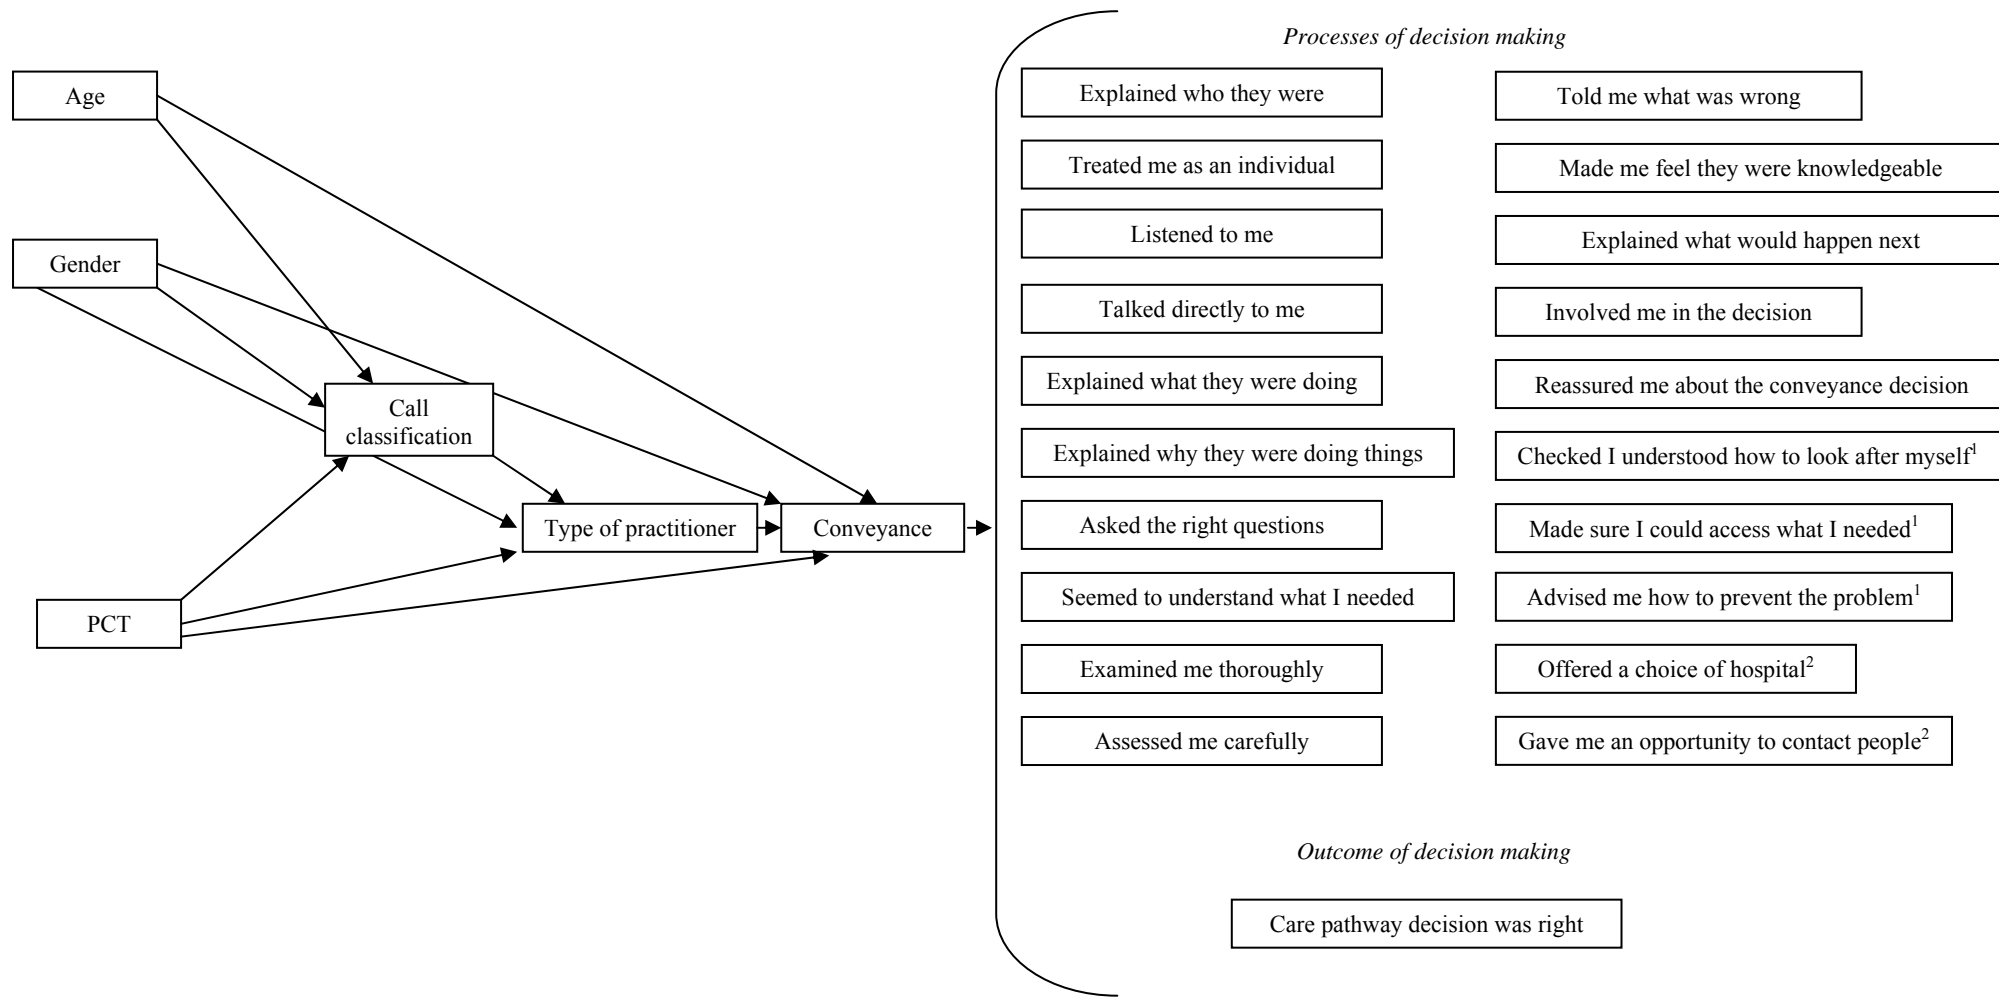 Age
Gender
PCT
Call
classification
Type of practitioner
Conveyance
Processes of decision making
Explained who they were
Treated me as an individual
Listened to me
Talked directly to me
Explained what they were doing
Explained why they were doing things
Asked the right questions
Seemed to understand what I needed
Examined me thoroughly
Assessed me carefully
Told me what was wrong
Made me feel they were knowledgeable
Explained what would happen next
Involved me in the decision
Reassured me about the conveyance decision
Checked I understood how to look after myself¹
Made sure I could access what I needed¹
Advised me how to prevent the problem¹
Offered a choice of hospital²
Gave me an opportunity to contact people²
Outcome of decision making
Care pathway decision was right